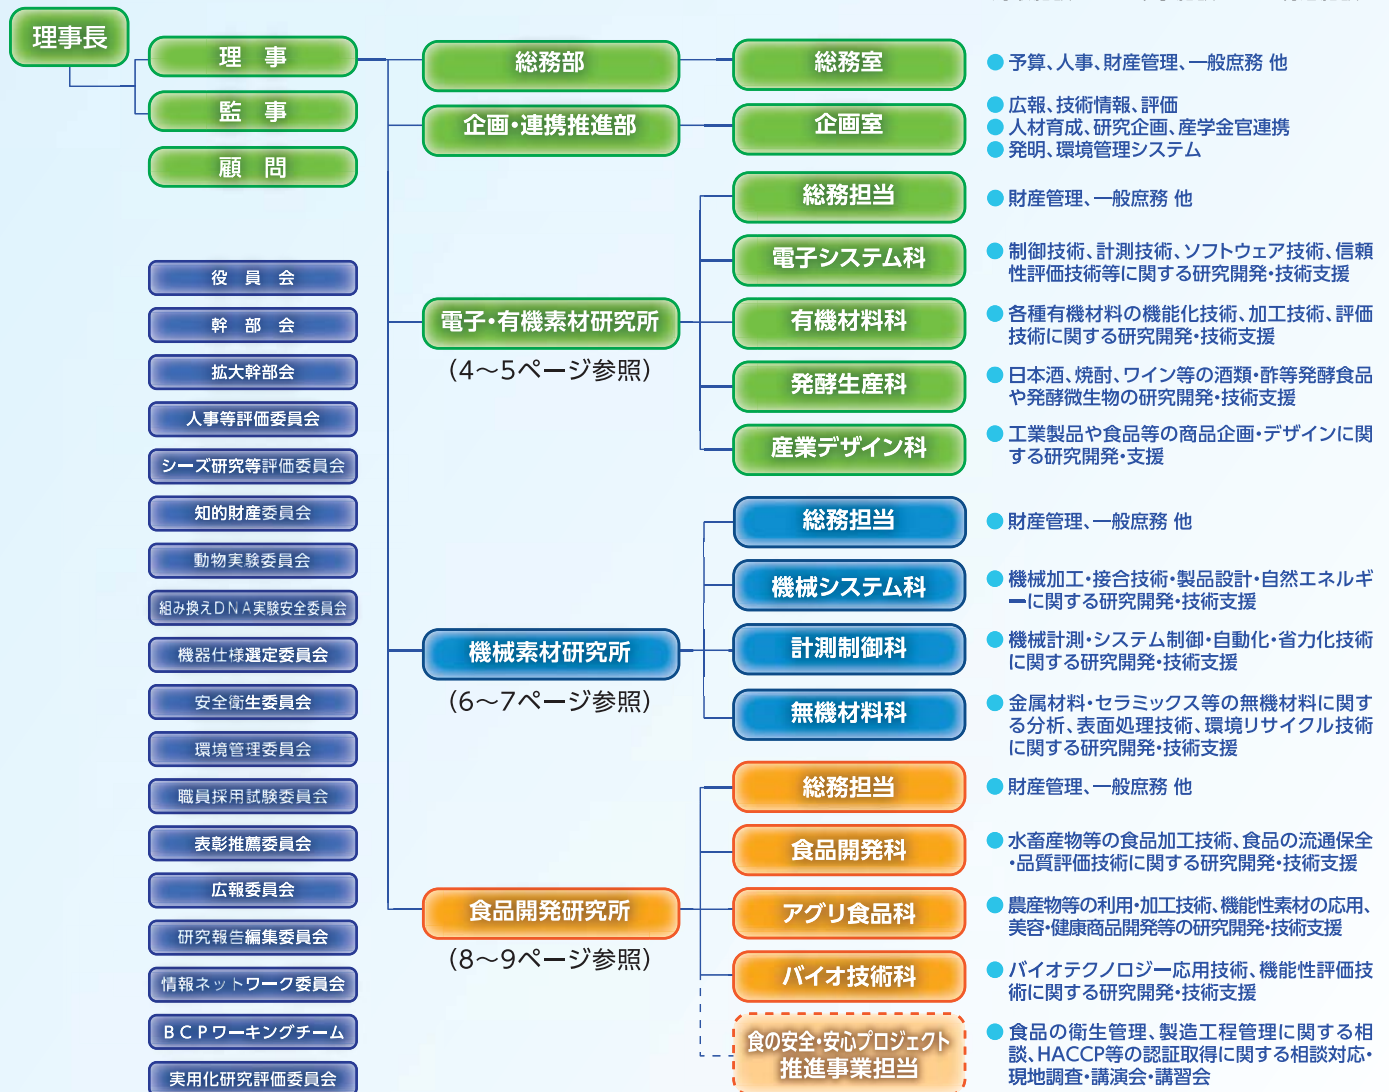 理事長
理　事
監　事
顧　問
役　員　会
幹　部　会
拡大幹部会
人事等評価委員会
シーズ研究等評価委員会
知的財産委員会
動物実験委員会
組み換えＤＮＡ実験安全委員会
機器仕様選定委員会
安全衛生委員会
環境管理委員会
職員採用試験委員会
表彰推薦委員会
広報委員会
研究報告編集委員会
情報ネットワーク委員会
ＢＣＰワーキングチーム
実用化研究評価委員会
総務部
総務室
●予算、人事、財産管理、一般庶務 他
企画・連携推進部
企画室
●広報、技術情報、評価
●人材育成、研究企画、産学金官連携
●発明、環境管理システム
電子・有機素材研究所
（4～5ページ参照）
総務担当
●財産管理、一般庶務 他
電子システム科
●制御技術、計測技術、ソフトウェア技術、信頼
性評価技術等に関する研究開発・技術支援
有機材料科
●各種有機材料の機能化技術、加工技術、評価
技術に関する研究開発・技術支援
発酵生産科
●日本酒、焼酎、ワイン等の酒類・酢等発酵食品
や発酵微生物の研究開発・技術支援
産業デザイン科
●工業製品や食品等の商品企画・デザインに関
する研究開発・支援
機械素材研究所
（6～7ページ参照）
総務担当
●財産管理、一般庶務 他
機械システム科
●機械加工・接合技術・製品設計・自然エネルギ
ーに関する研究開発・技術支援
計測制御科
●機械計測・システム制御・自動化・省力化技術
に関する研究開発・技術支援
無機材料科
●金属材料・セラミックス等の無機材料に関す
る分析、表面処理技術、環境リサイクル技術
に関する研究開発・技術支援
食品開発研究所
（8～9ページ参照）
総務担当
●財産管理、一般庶務 他
食品開発科
●水畜産物等の食品加工技術、食品の流通保全
・品質評価技術に関する研究開発・技術支援
アグリ食品科
●農産物等の利用・加工技術、機能性素材の応用、
美容・健康商品開発等の研究開発・技術支援
バイオ技術科
●バイオテクノロジー応用技術、機能性評価技
術に関する研究開発・技術支援
食の安全・安心プロジェクト
推進事業担当
●食品の衛生管理、製造工程管理に関する相
談、HACCP等の認証取得に関する相談対応・
現地調査・講演会・講習会